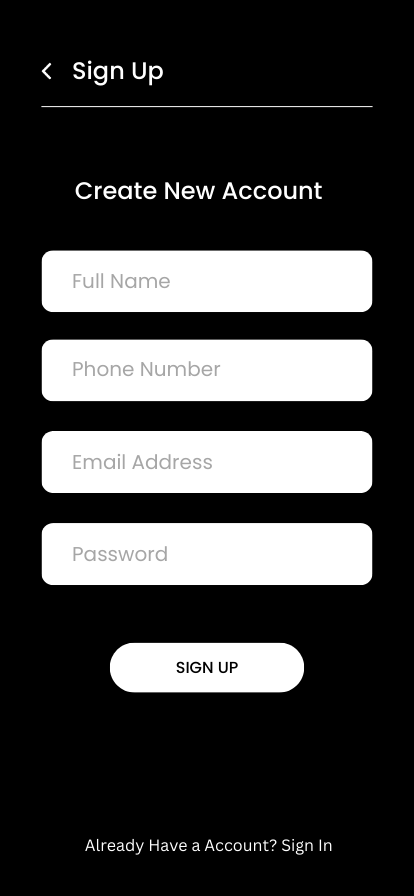 Sign Up
Create New Account
Full Name
Phone Number
Email Address
Password
SIGN UP
Already Have a Account? Sign In